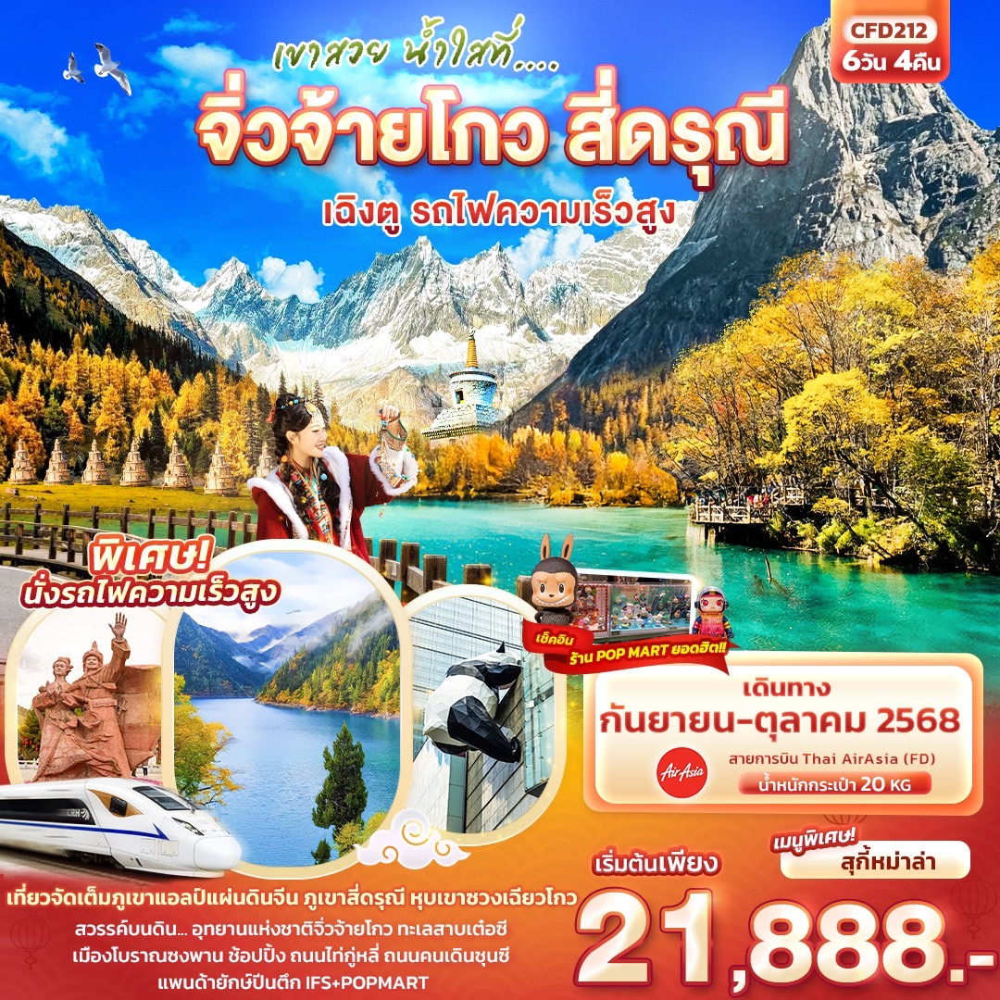 CFD212
6วัน 4คืน
เขาสวย น้ำใสที่....
จิ่วจ้ายโกว สี่ดรุณี
เฉิงตู รถไฟความเร็วสูง
พิเศษ!
นั่งรถไฟความเร็วสูง
เช็คอิน
ร้าน POP MART ยอดฮิต!!
เดินทาง
กันยายน-ตุลาคม 2568
AirAsia
สายการบิน Thai AirAsia (FD)
น้ำหนักกระเป๋า 20 KG
CRH
เมนูพิเศษ!
สุกี้หม่าล่า
เริ่มต้นเพียง
21,888.-
เที่ยวจัดเต็มภูเขาแอลป์แผ่นดินจีน ภูเขาสี่ดรุณี หุบเขาซวงเฉียวโกว
สวรรค์บนดิน... อุทยานแห่งชาติจิ่วจ้ายโกว ทะเลสาบเต๋อซี
เมืองโบราณซงพาน ช้อปปิ้ง ถนนไท่กู่หลี่ ถนนคนเดินชุนซี
แพนด้ายักษ์ปีนตึก IFS+POPMART